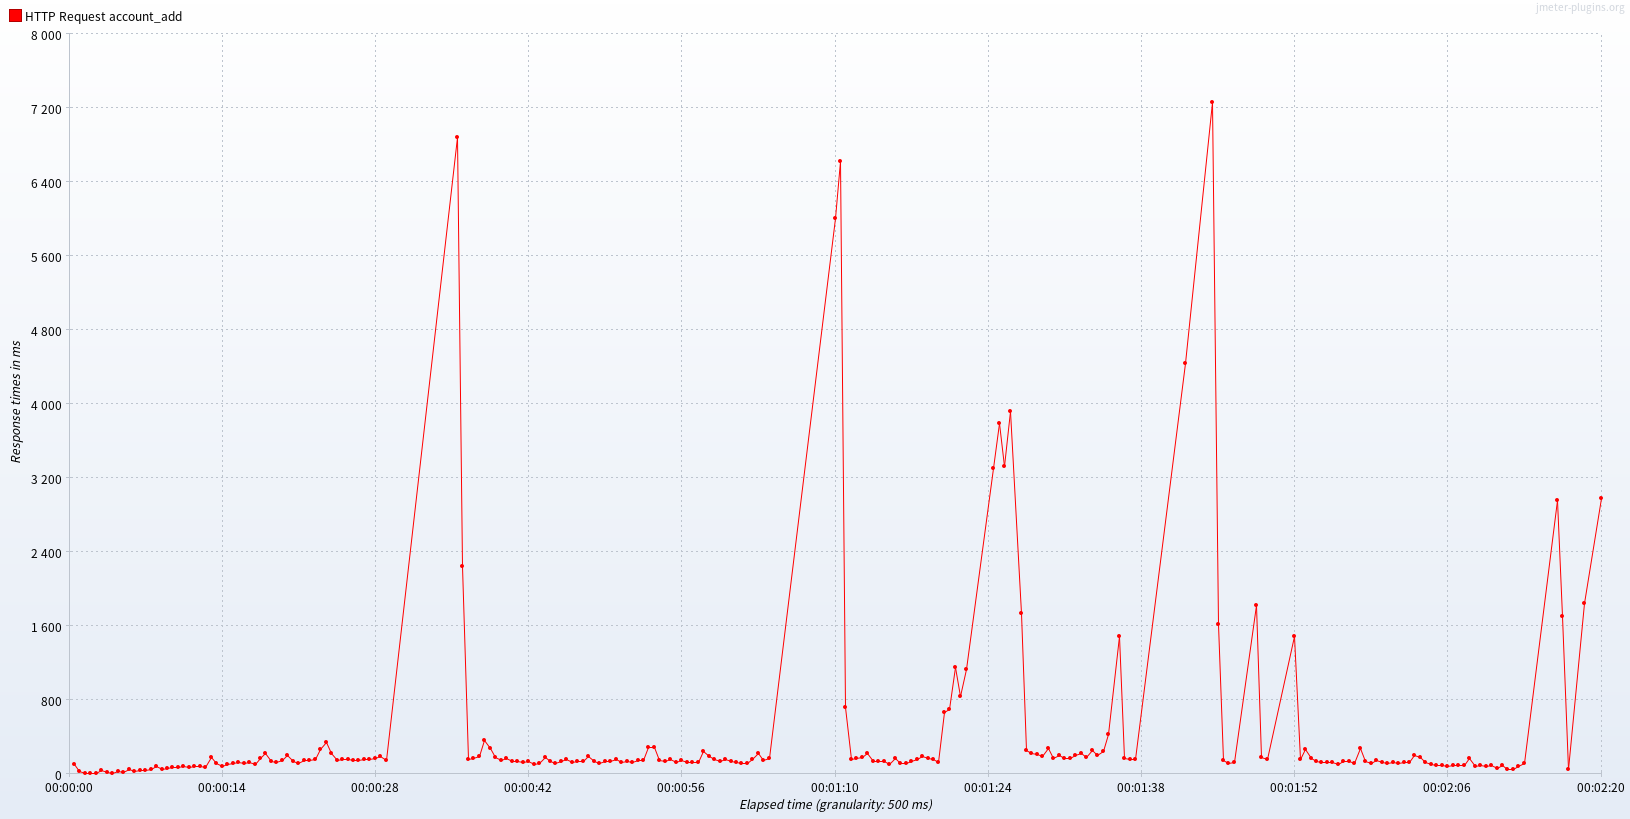 HTTP Request account_add
jmeter-plugins.org
8 000
7 200
6 400
5 600
4 800
4 000
3 200
2 400
1 600
800
0
Response times in ms
00:00:00 00:00:14 00:00:28 00:00:42 00:00:56 00:01:10 00:01:24 00:01:38 00:01:52 00:02:06 00:02:20
Elapsed time (granularity: 500 ms)